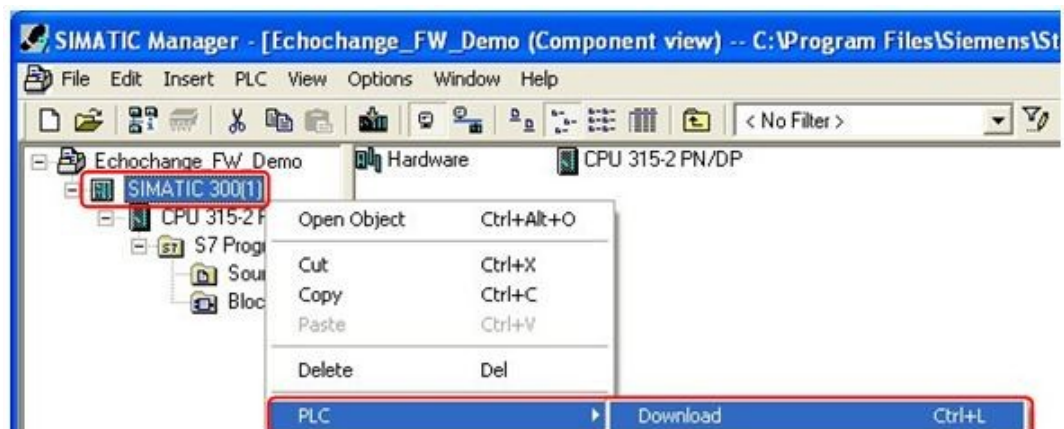 SIMATIC Manager - [Echochange_FW_Demo (Component view) -- C:\Program Files\Siemens\St
File Edit Insert PLC View Options Window Help
< No Filter >
Echochange_FW_Demo
Hardware CPU 315-2 PN/DP
SIMATIC 300(1)
CPU 315-2 P
S7 Progr
Sour
Bloc
Open Object Ctrl+Alt+O
Cut Ctrl+X
Copy Ctrl+C
Paste Ctrl+V
Delete Del
PLC Download Ctrl+L